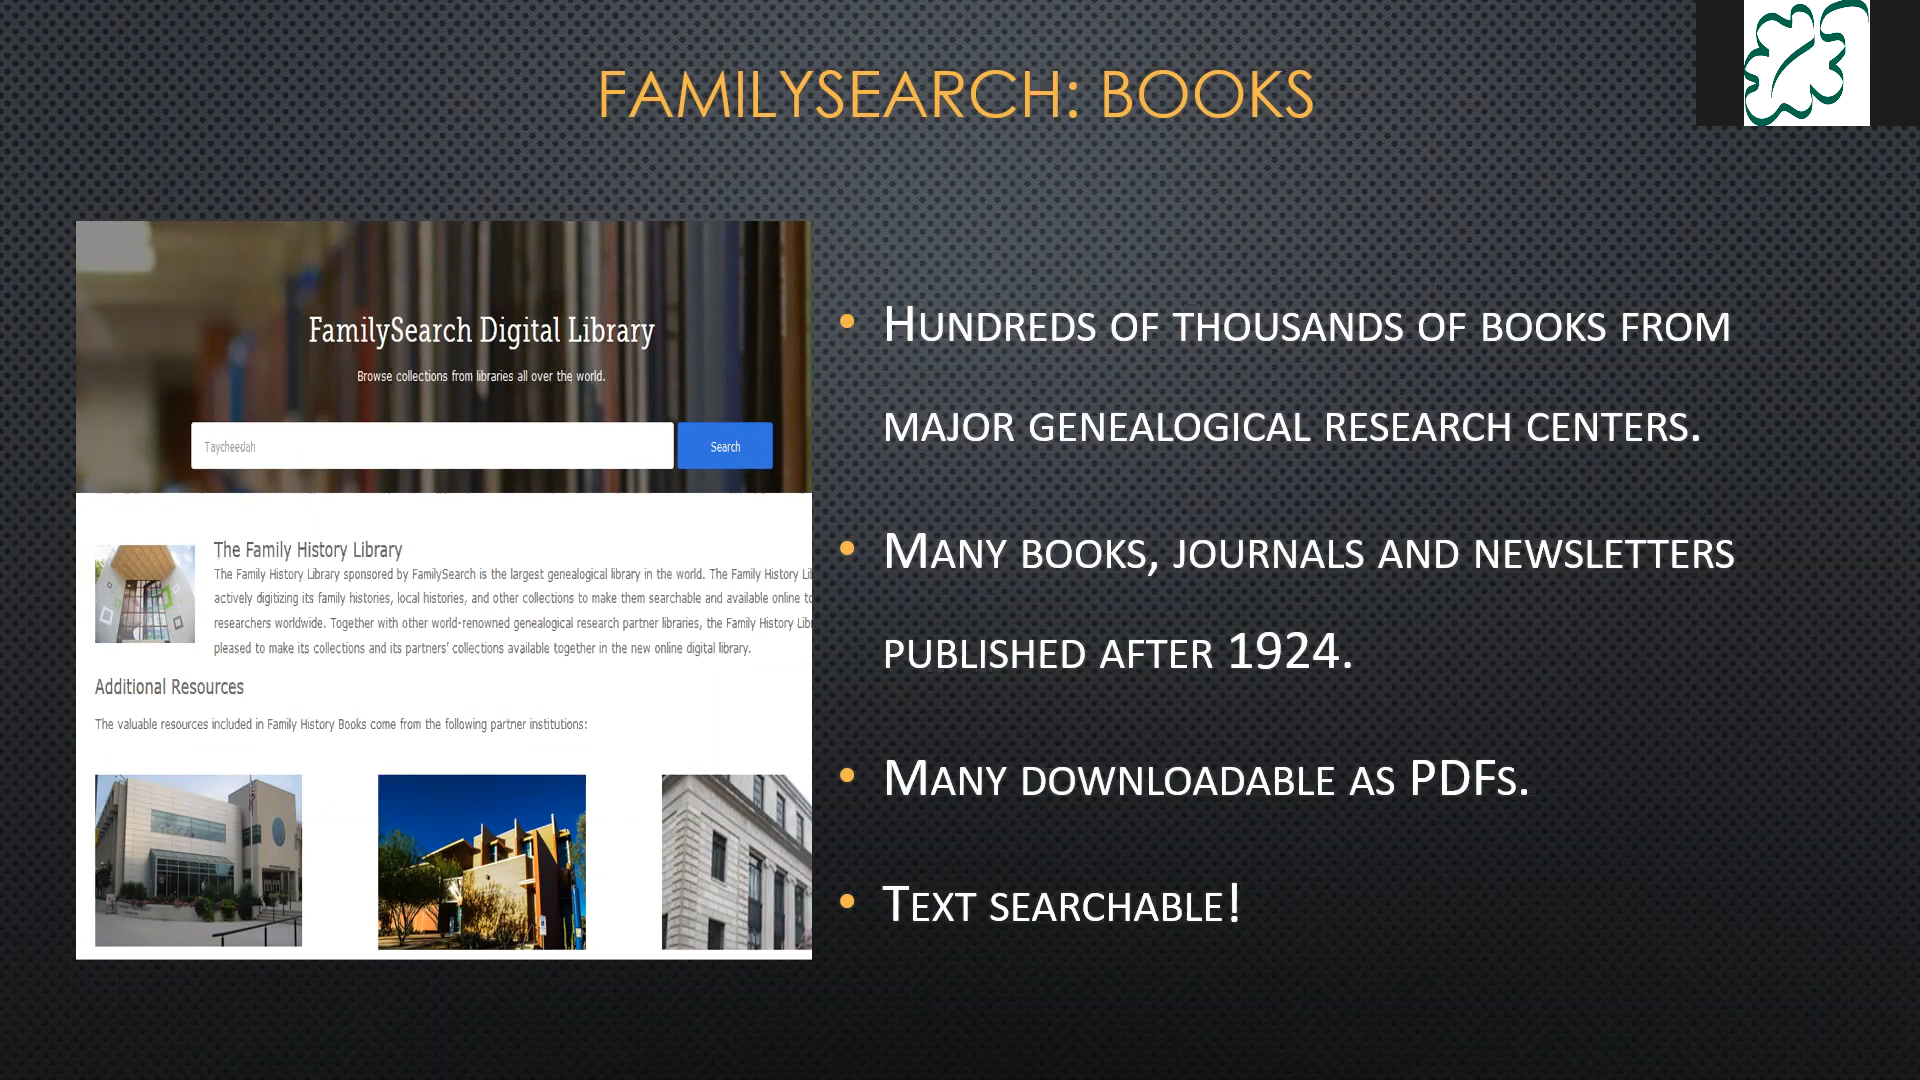 FAMILYSEARCH: BOOKS
FamilySearch Digital Library
Browse collections from libraries all over the world.
Taycheedah
Search
The Family History Library
The Family History Library sponsored by FamilySearch is the largest genealogical library in the world. The Family History
actively digitizing its family histories, local histories, and other collections to make them searchable and available online
researchers worldwide. Together with other world-renowned genealogical research partner libraries, the Family History
pleased to make its collections and its partners’ collections available together in the new online digital library.
Additional Resources
The valuable resources included in Family History Books come from the following partner institutions:
• HUNDREDS OF THOUSANDS OF BOOKS FROM
MAJOR GENEALOGICAL RESEARCH CENTERS.
• MANY BOOKS, JOURNALS AND NEWSLETTERS
PUBLISHED AFTER 1924.
• MANY DOWNLOADABLE AS PDFS.
• TEXT SEARCHABLE!